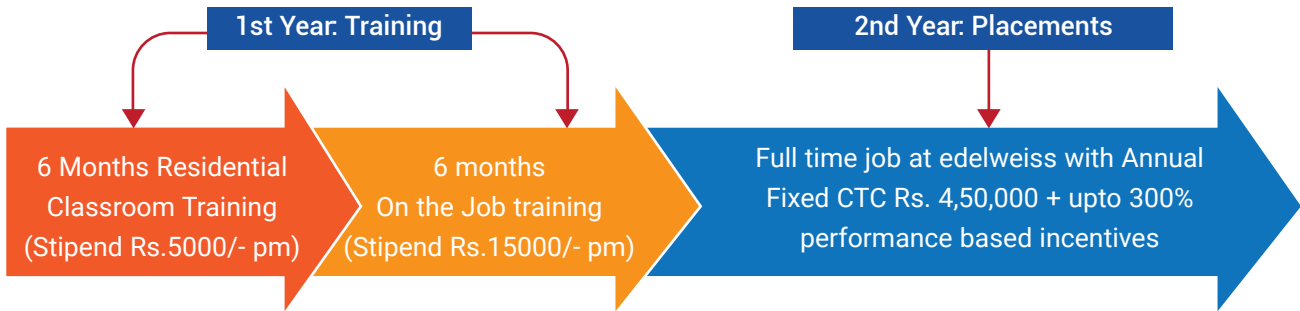 1st Year: Training
2nd Year: Placements
6 Months Residential
Classroom Training
(Stipend Rs.5000/- pm)
6 months
On the Job training
(Stipend Rs.15000/- pm)
Full time job at edelweiss with Annual
Fixed CTC Rs. 4,50,000 + upto 300%
performance based incentives